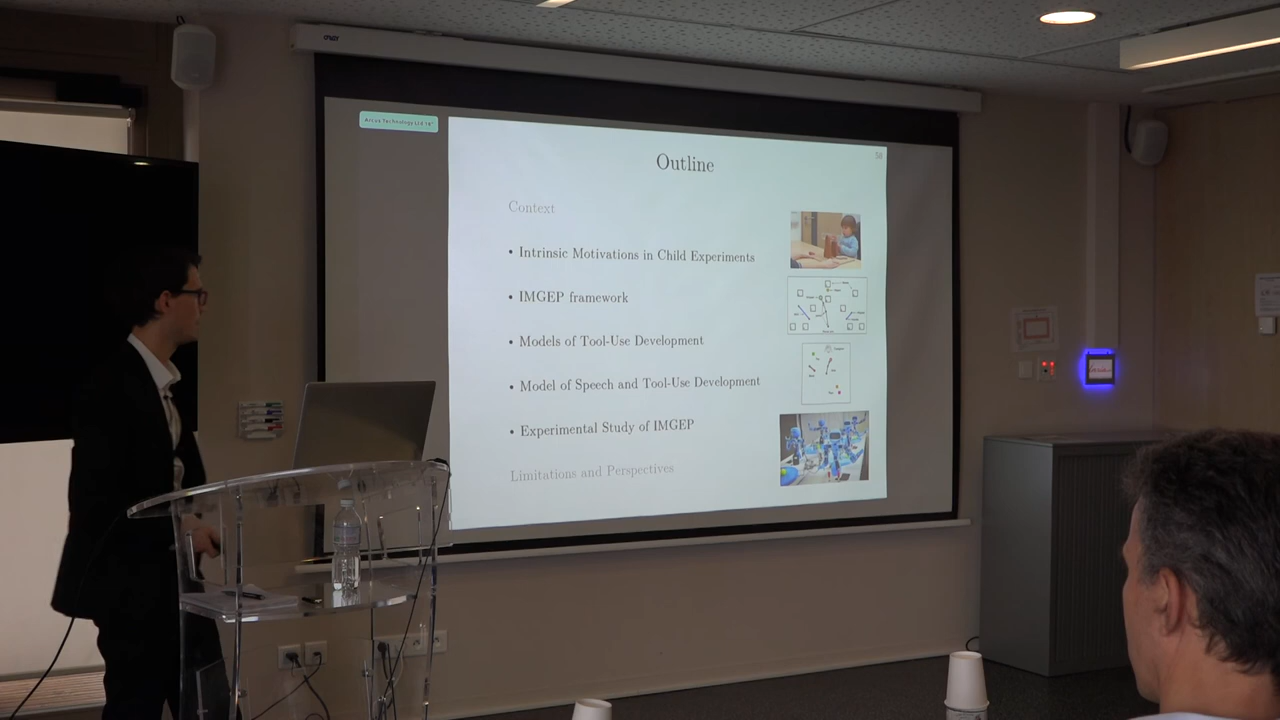 Outline
Context
• Intrinsic Motivations in Child Experiments
• IMGEP framework
• Models of Tool-Use Development
• Model of Speech and Tool-Use Development
• Experimental Study of IMGEP
Limitations and Perspectives